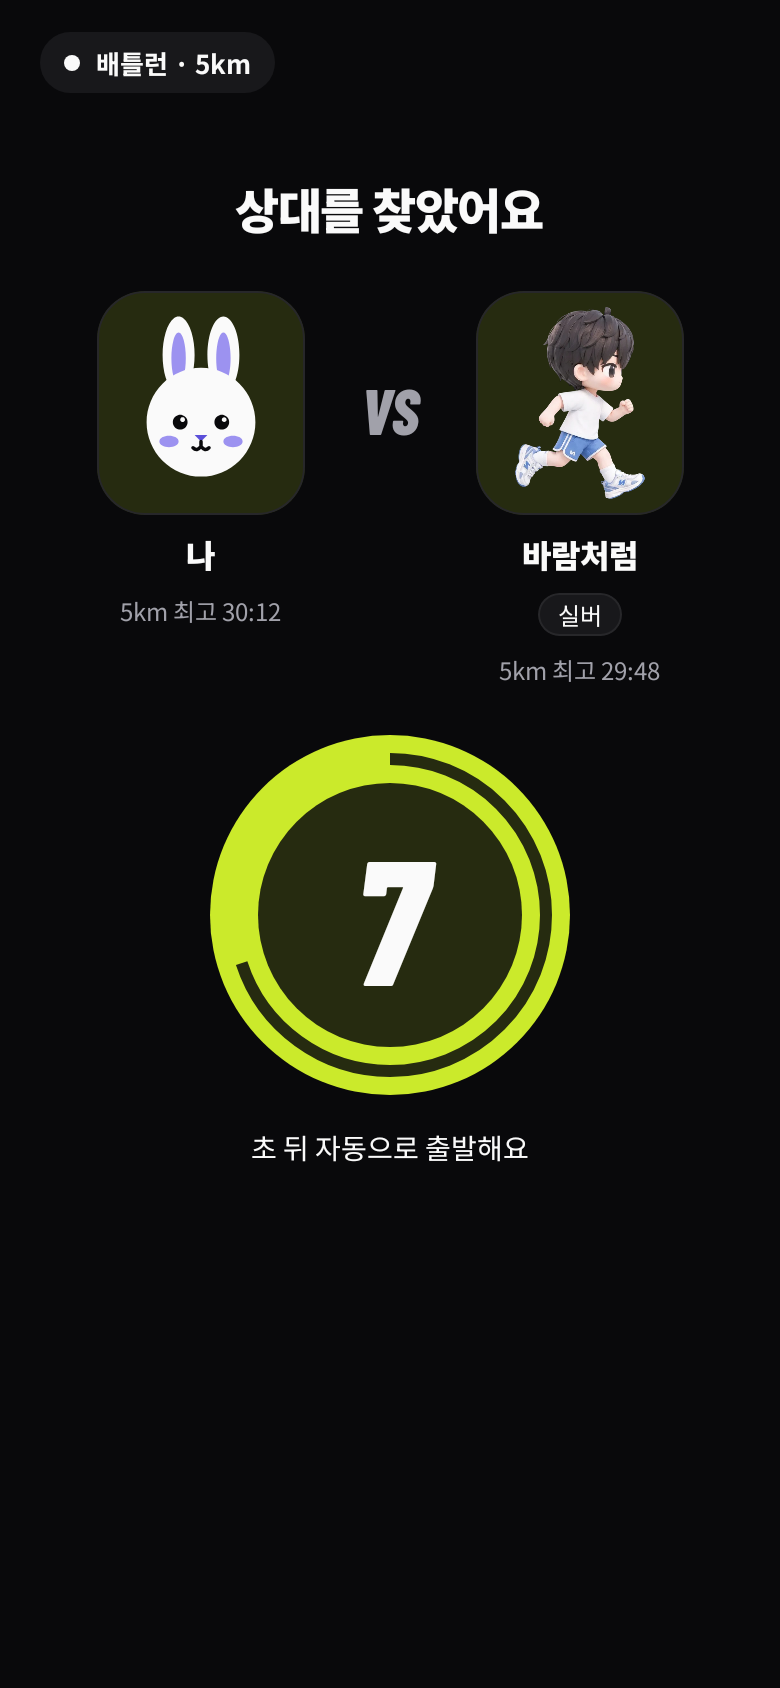 배틀런 · 5km
상대를 찾았어요
VS
나
바람처럼
5km 최고 30:12
실버
5km 최고 29:48
7
초 뒤 자동으로 출발해요